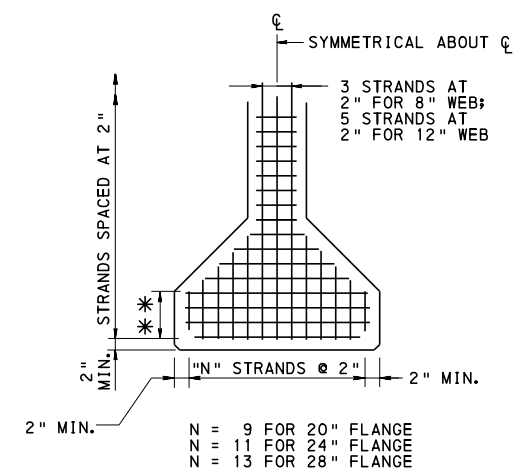 ℄
SYMMETRICAL ABOUT ℄
3 STRANDS AT
2" FOR 8" WEB;
5 STRANDS AT
2" FOR 12" WEB
STRANDS SPACED AT 2"
**
2"
MIN.
"N" STRANDS @ 2"
2" MIN.
2" MIN.
N = 9 FOR 20" FLANGE
N = 11 FOR 24" FLANGE
N = 13 FOR 28" FLANGE